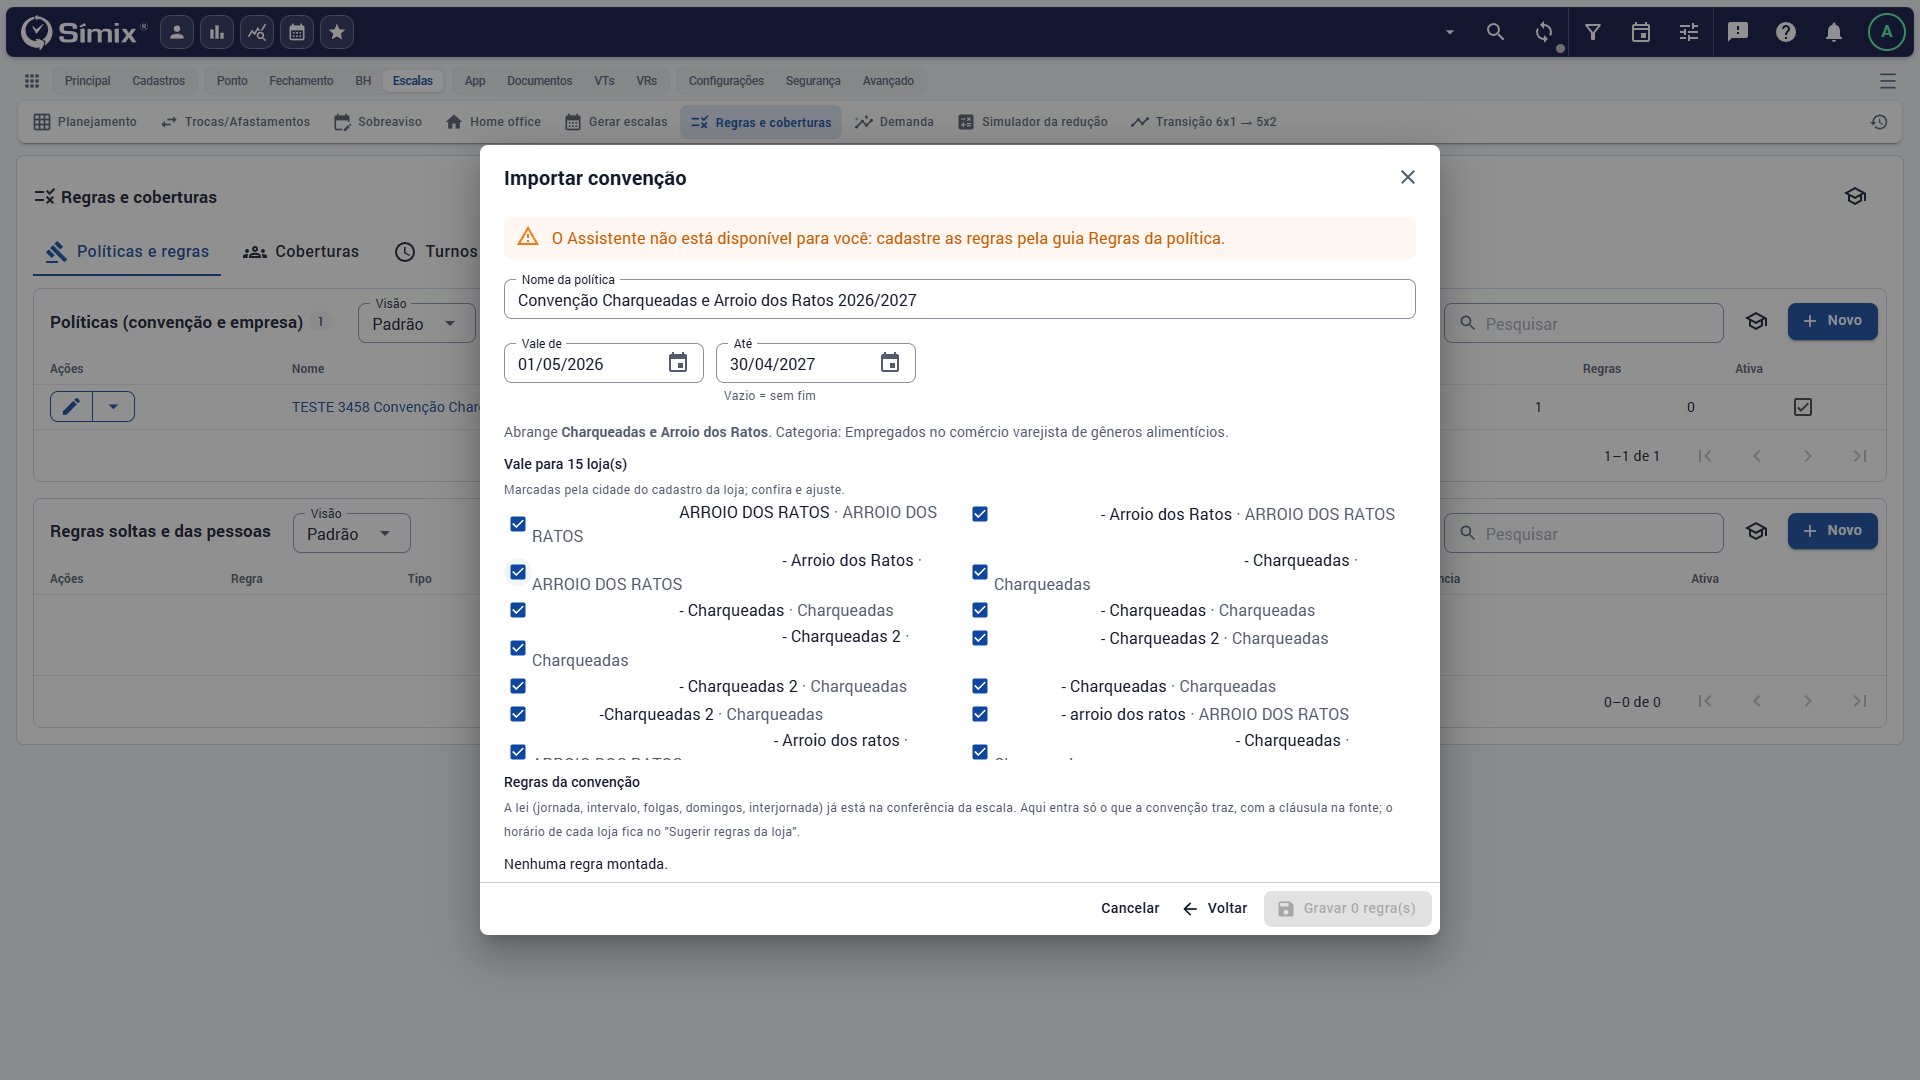 Símix®
A
Principal Cadastros Ponto Fechamento BH Escalas App Documentos VTs VRs Configurações Segurança Avançado
Planejamento Trocas/Afastamentos Sobreaviso Home office Gerar escalas Regras e coberturas Demanda Simulador da redução Transição 6x1 → 5x2
Regras e coberturas
Políticas e regras Coberturas Turnos
Políticas (convenção e empresa) 1 Visão Padrão Pesquisar + Novo
Ações Nome Regras Ativa
TESTE 3458 Convenção Char 1 0
1–1 de 1
Regras soltas e das pessoas Visão Padrão Pesquisar + Novo
Ações Regra Tipo ncia Ativa
0–0 de 0
Importar convenção
O Assistente não está disponível para você: cadastre as regras pela guia Regras da política.
Nome da política
Convenção Charqueadas e Arroio dos Ratos 2026/2027
Vale de Até
01/05/2026 30/04/2027
Vazio = sem fim
Abrange Charqueadas e Arroio dos Ratos. Categoria: Empregados no comércio varejista de gêneros alimentícios.
Vale para 15 loja(s)
Marcadas pela cidade do cadastro da loja; confira e ajuste.
ARROIO DOS RATOS · ARROIO DOS RATOS
- Arroio dos Ratos · ARROIO DOS RATOS
- Arroio dos Ratos · ARROIO DOS RATOS
- Charqueadas · Charqueadas
- Charqueadas · Charqueadas
- Charqueadas · Charqueadas
- Charqueadas 2 · Charqueadas
- Charqueadas 2 · Charqueadas
- Charqueadas 2 · Charqueadas
- Charqueadas · Charqueadas
-Charqueadas 2 · Charqueadas
- arroio dos ratos · ARROIO DOS RATOS
- Arroio dos ratos · ARROIO DOS RATOS
- Charqueadas ·
Regras da convenção
A lei (jornada, intervalo, folgas, domingos, interjornada) já está na conferência da escala. Aqui entra só o que a convenção traz, com a cláusula na fonte; o
horário de cada loja fica no "Sugerir regras da loja".
Nenhuma regra montada.
Cancelar Voltar Gravar 0 regra(s)